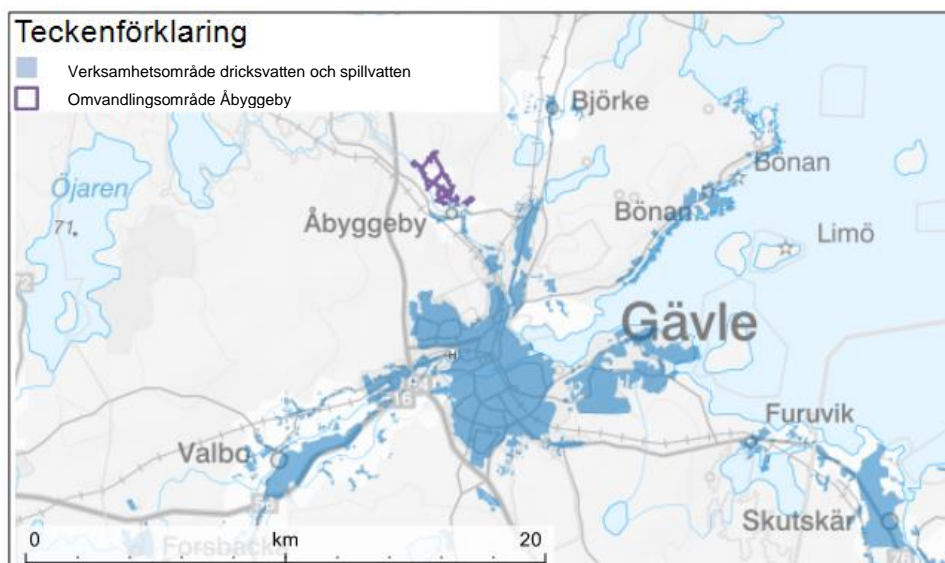 Teckenförklaring
Verksamhetsområde dricksvatten och spillvatten
Omvandlingsområde Åbyggeby
Björke
Öjaren
Bönan
71.
Åbyggeby
Bönan
Limö
Gävle
16
Furuvik
Valbo
Skutskär
0 km 20
Forsbacka
76